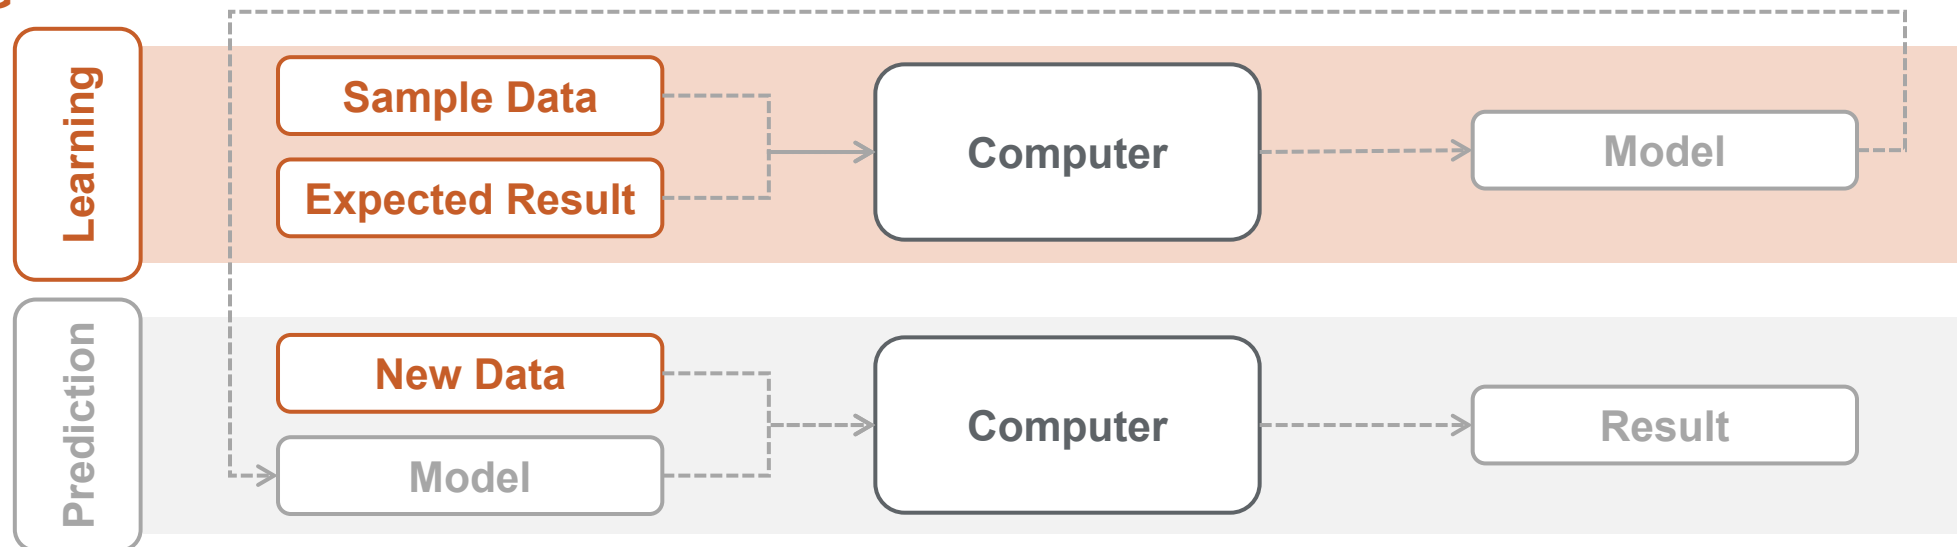 Learning
Sample Data
Expected Result
Computer
Model
Prediction
New Data
Model
Computer
Result